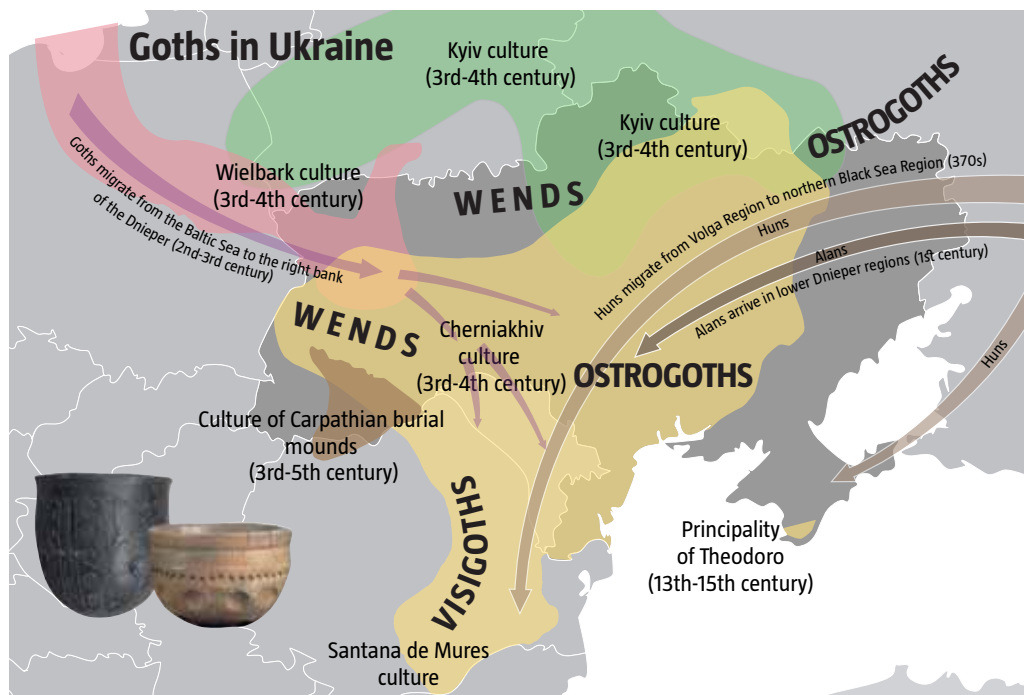 Goths in Ukraine
Kyiv culture
(3rd-4th century)
OSTROGOTHS
Kyiv culture
(3rd-4th century)
Goths migrate from the Baltic Sea to the right bank
of the Dnieper (2nd-3rd century)
Wielbark culture
(3rd-4th century)
WENDS
Huns migrate from Volga Region to northern Black Sea Region (370s)
Huns
Alans
Alans arrive in lower Dnieper regions (1st century)
WENDS
Cherniakhiv
culture
(3rd-4th century)
OSTROGOTHS
Huns
Culture of Carpathian burial
mounds
(3rd-5th century)
VISIGOTHS
Principality
of Theodoro
(13th-15th century)
Santana de Mures
culture